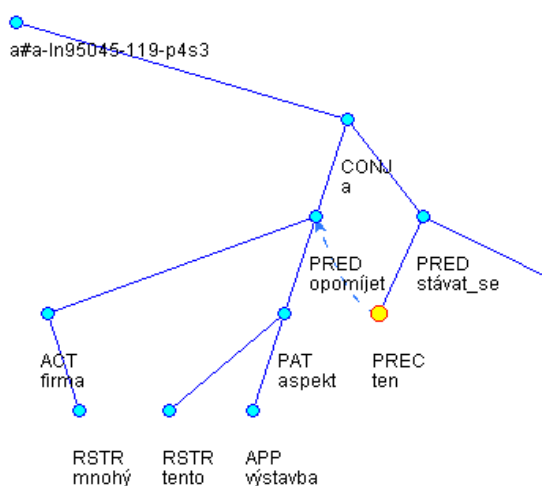 a#a-ln95045-119-p4s3
CONJ
a
PRED PRED
opomíjet stávat_se
ACT PAT PREC
firma aspekt ten
RSTR RSTR APP
mnohý tento výstavba